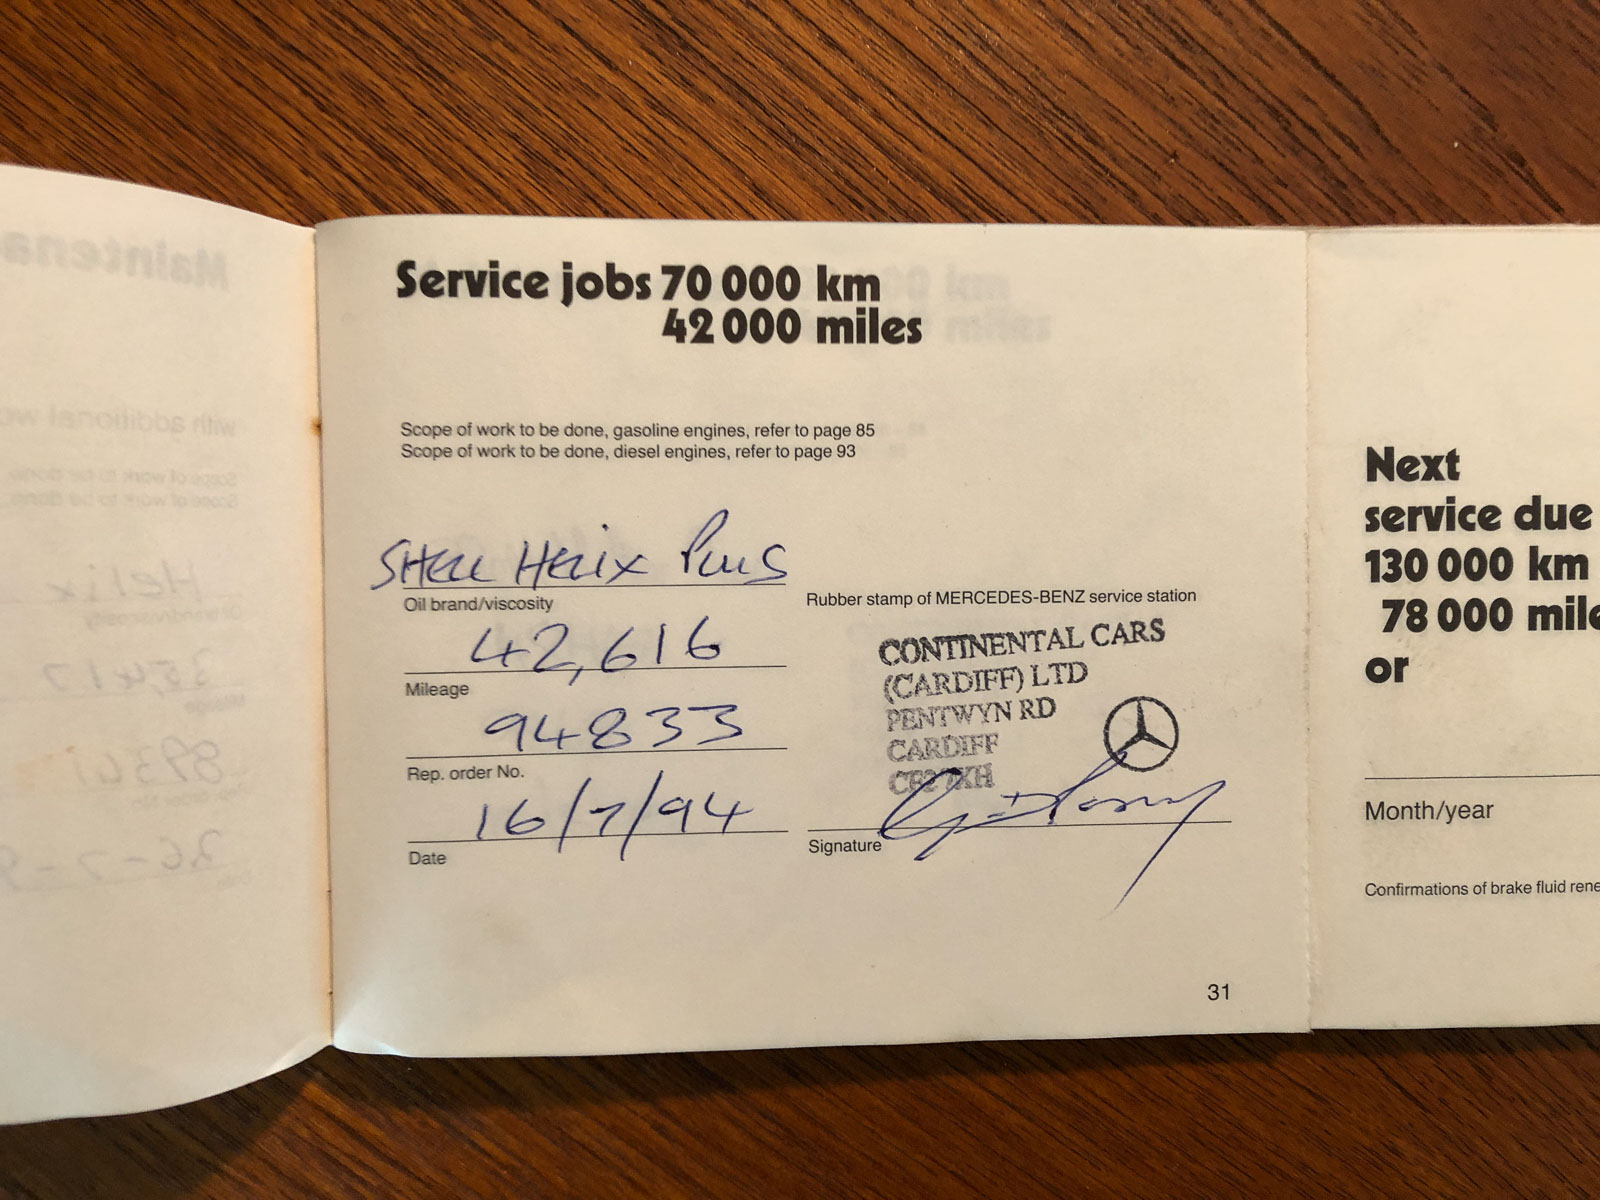 Service jobs 70 000 km
42 000 miles
Scope of work to be done, gasoline engines, refer to page 85
Scope of work to be done, diesel engines, refer to page 93
SHELL HELIX PLUS
Oil brand/viscosity
42,616
Mileage
94833
Rep. order No.
16/7/94
Date
Rubber stamp of MERCEDES-BENZ service station
CONTINENTAL CARS
(CARDIFF) LTD
PENTWYN RD
CARDIFF
CF2 7XH
Signature
31
Next
service due
130 000 km
78 000 mile
or
Month/year
Confirmations of brake fluid rene